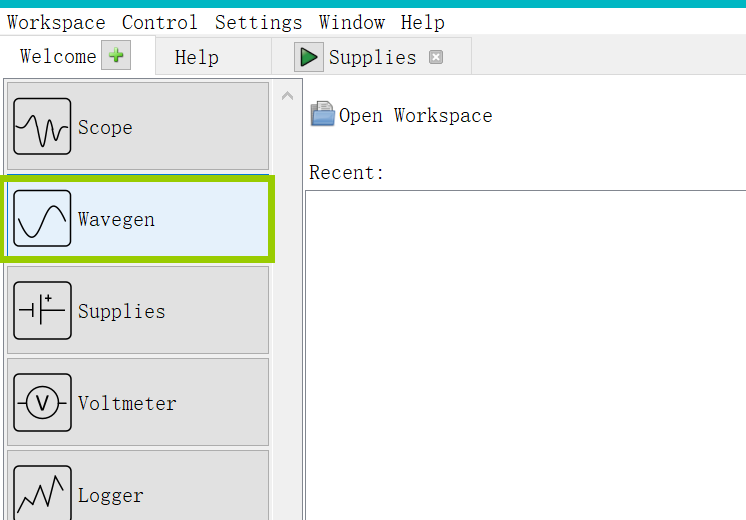 Workspace Control Settings Window Help
Welcome Help Supplies
Scope
Open Workspace
Recent:
Wavegen
Supplies
V Voltmeter
Logger